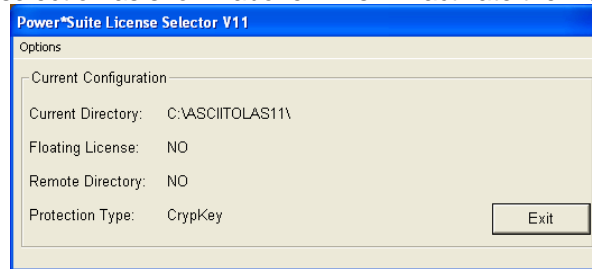 Power*Suite License Selector V11
Options
Current Configuration
Current Directory: C:\ASCIITOLAS11\
Floating License: NO
Remote Directory: NO
Protection Type: CrypKey
Exit